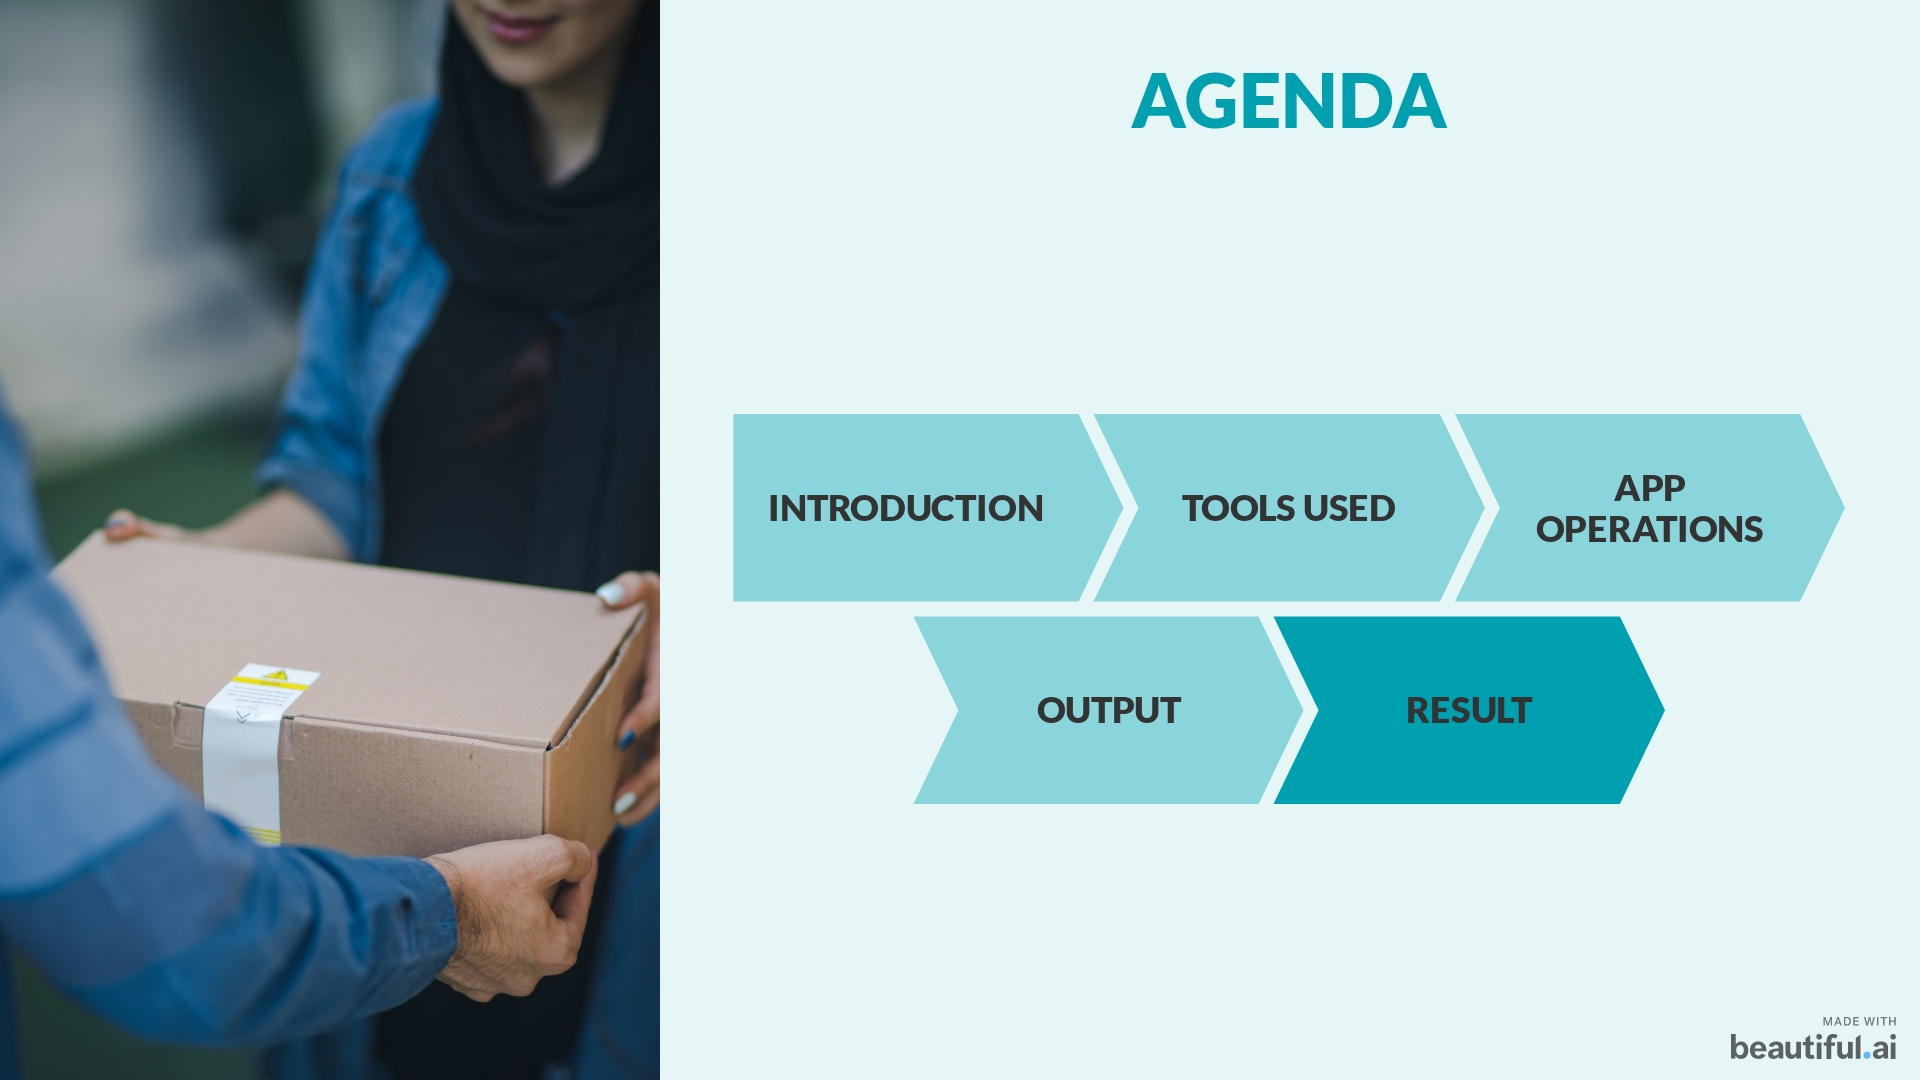 AGENDA
INTRODUCTION
TOOLS USED
APP
OPERATIONS
OUTPUT
RESULT
MADE WITH
beautiful.ai